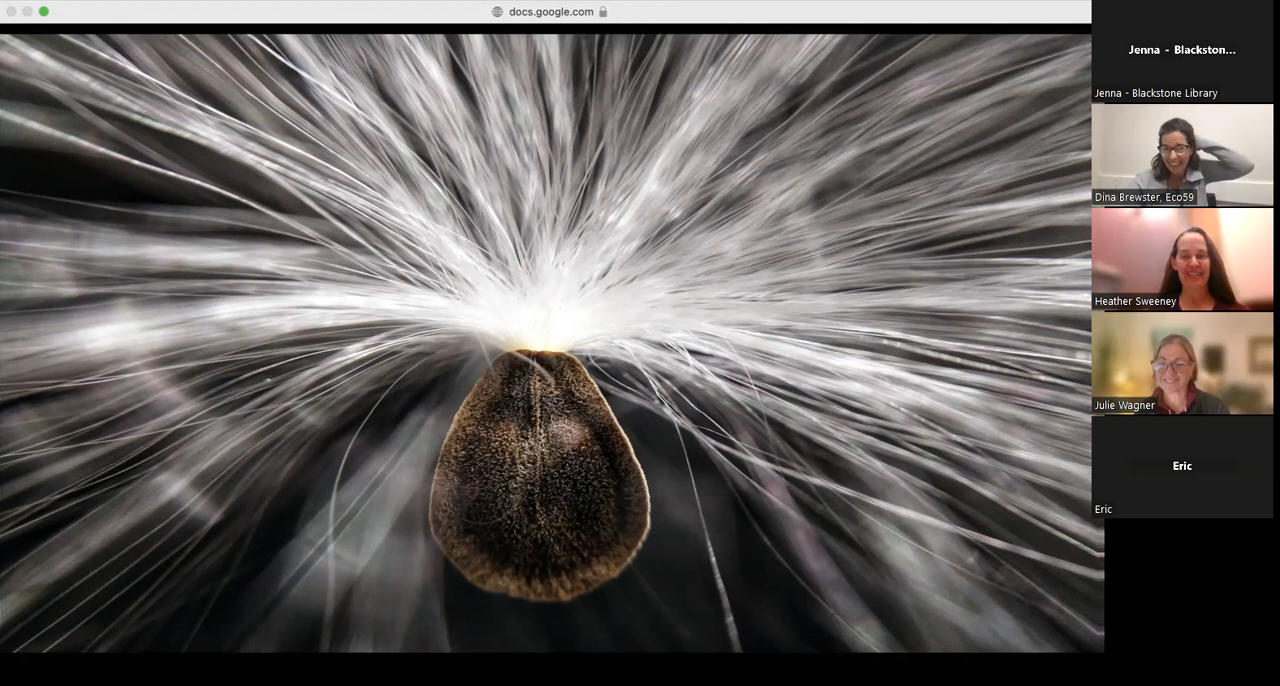 docs.google.com
Jenna - Blackston...
Jenna - Blackstone Library
Dina Brewster, Eco59
Heather Sweeney
Julie Wagner
Eric
Eric